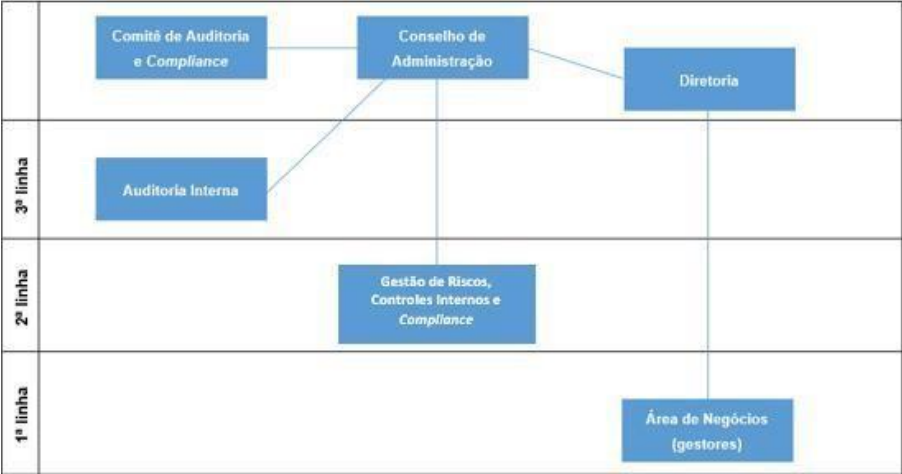 Comitê de Auditoria
e Compliance
Conselho de
Administração
Diretoria
3ª linha
Auditoria Interna
2ª linha
Gestão de Riscos,
Controles Internos e
Compliance
1ª linha
Área de Negócios
(gestores)